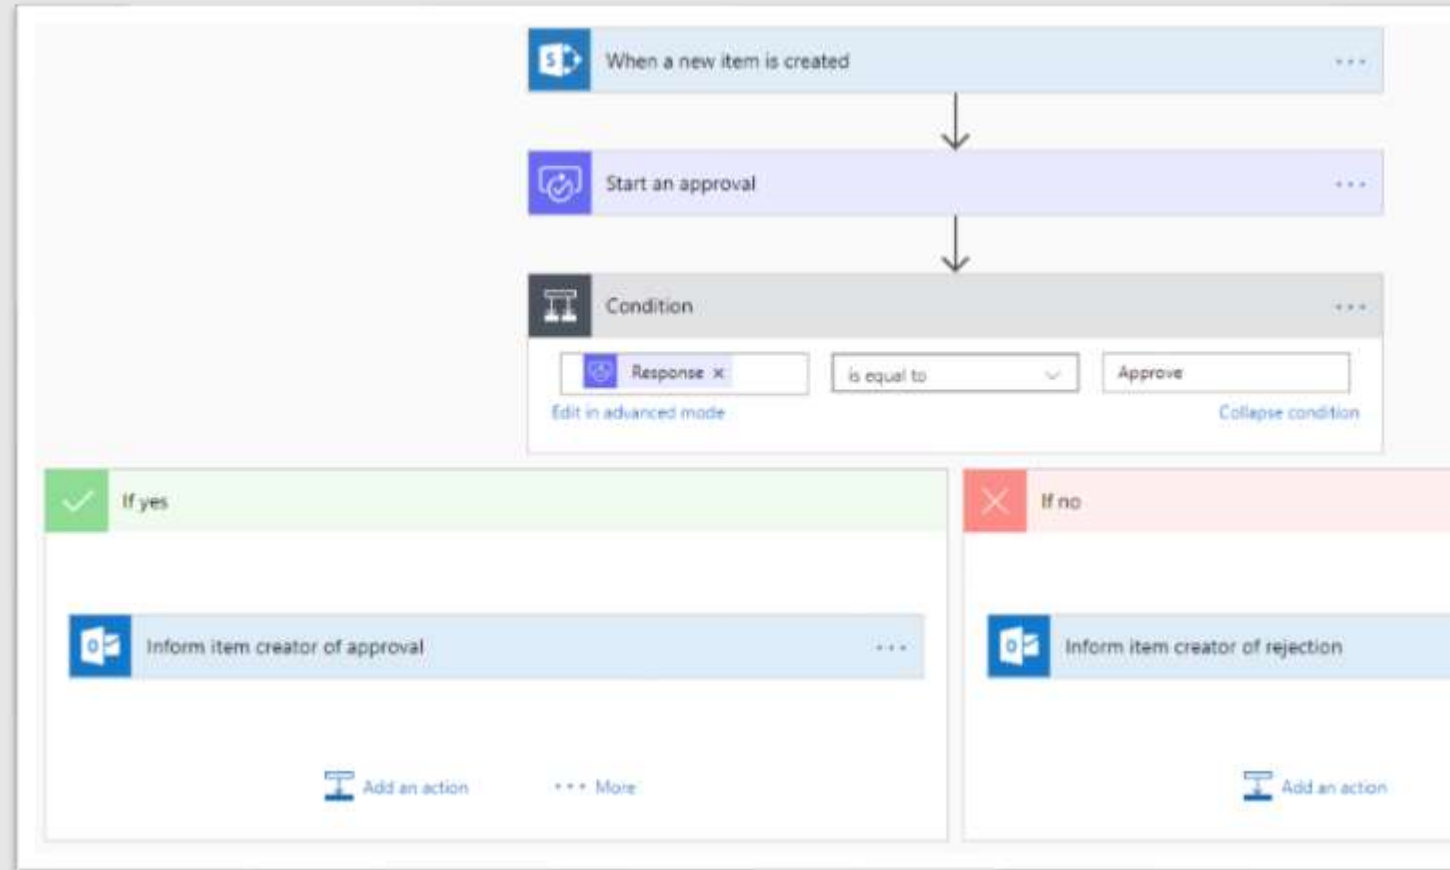 When a new item is created
Start an approval
Condition
Response × is equal to Approve
Edit in advanced mode Collapse condition
If yes If no
Inform item creator of approval Inform item creator of rejection
Add an action ··· More Add an action